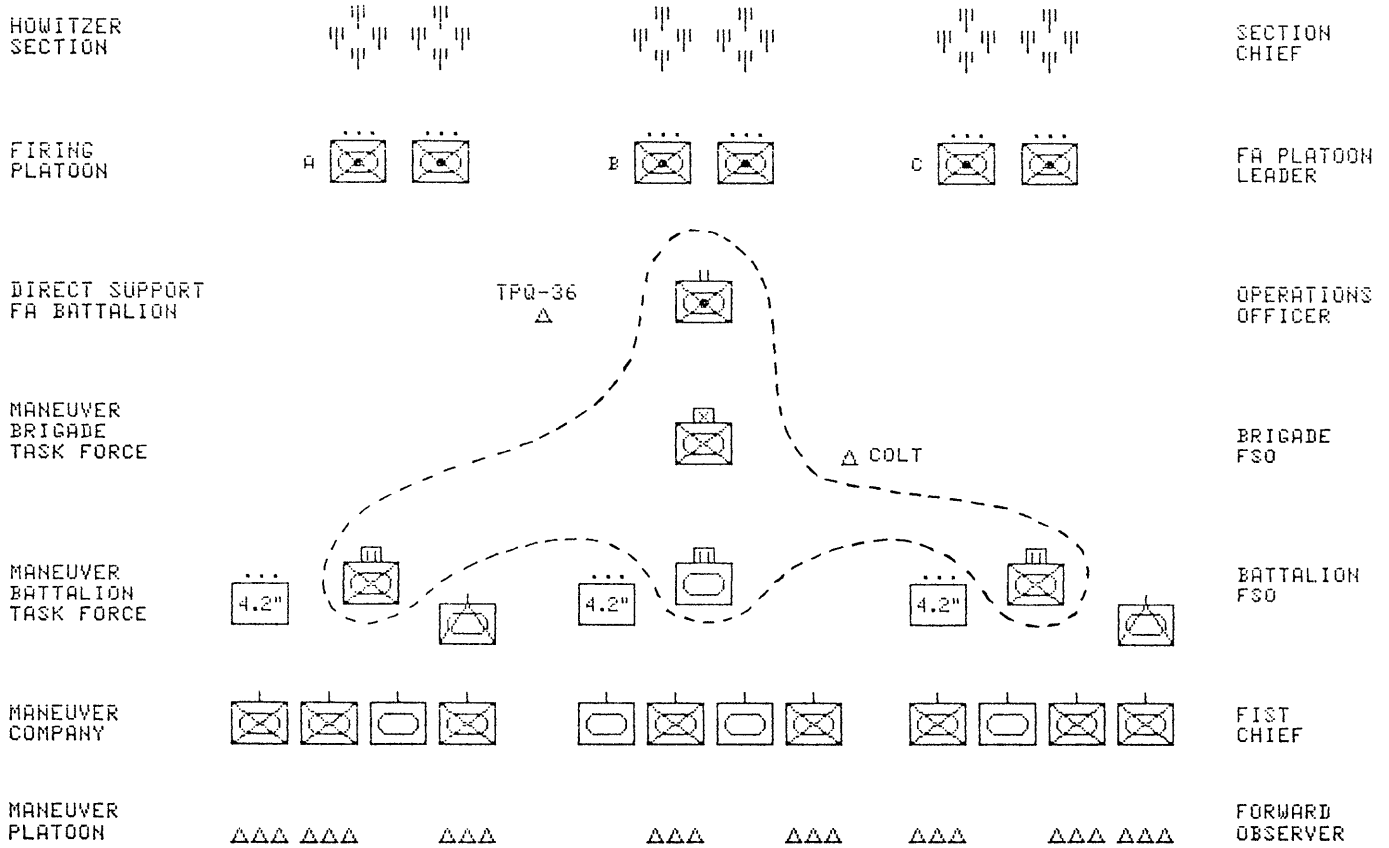 HOWITZER
SECTION
SECTION
CHIEF
FIRING
PLATOON
A
B
C
FA PLATOON
LEADER
DIRECT SUPPORT
FA BATTALION
TPQ-36
OPERATIONS
OFFICER
MANEUVER
BRIGADE
TASK FORCE
COLT
BRIGADE
FSO
MANEUVER
BATTALION
TASK FORCE
4.2"
4.2"
4.2"
BATTALION
FSO
MANEUVER
COMPANY
FIST
CHIEF
MANEUVER
PLATOON
FORWARD
OBSERVER